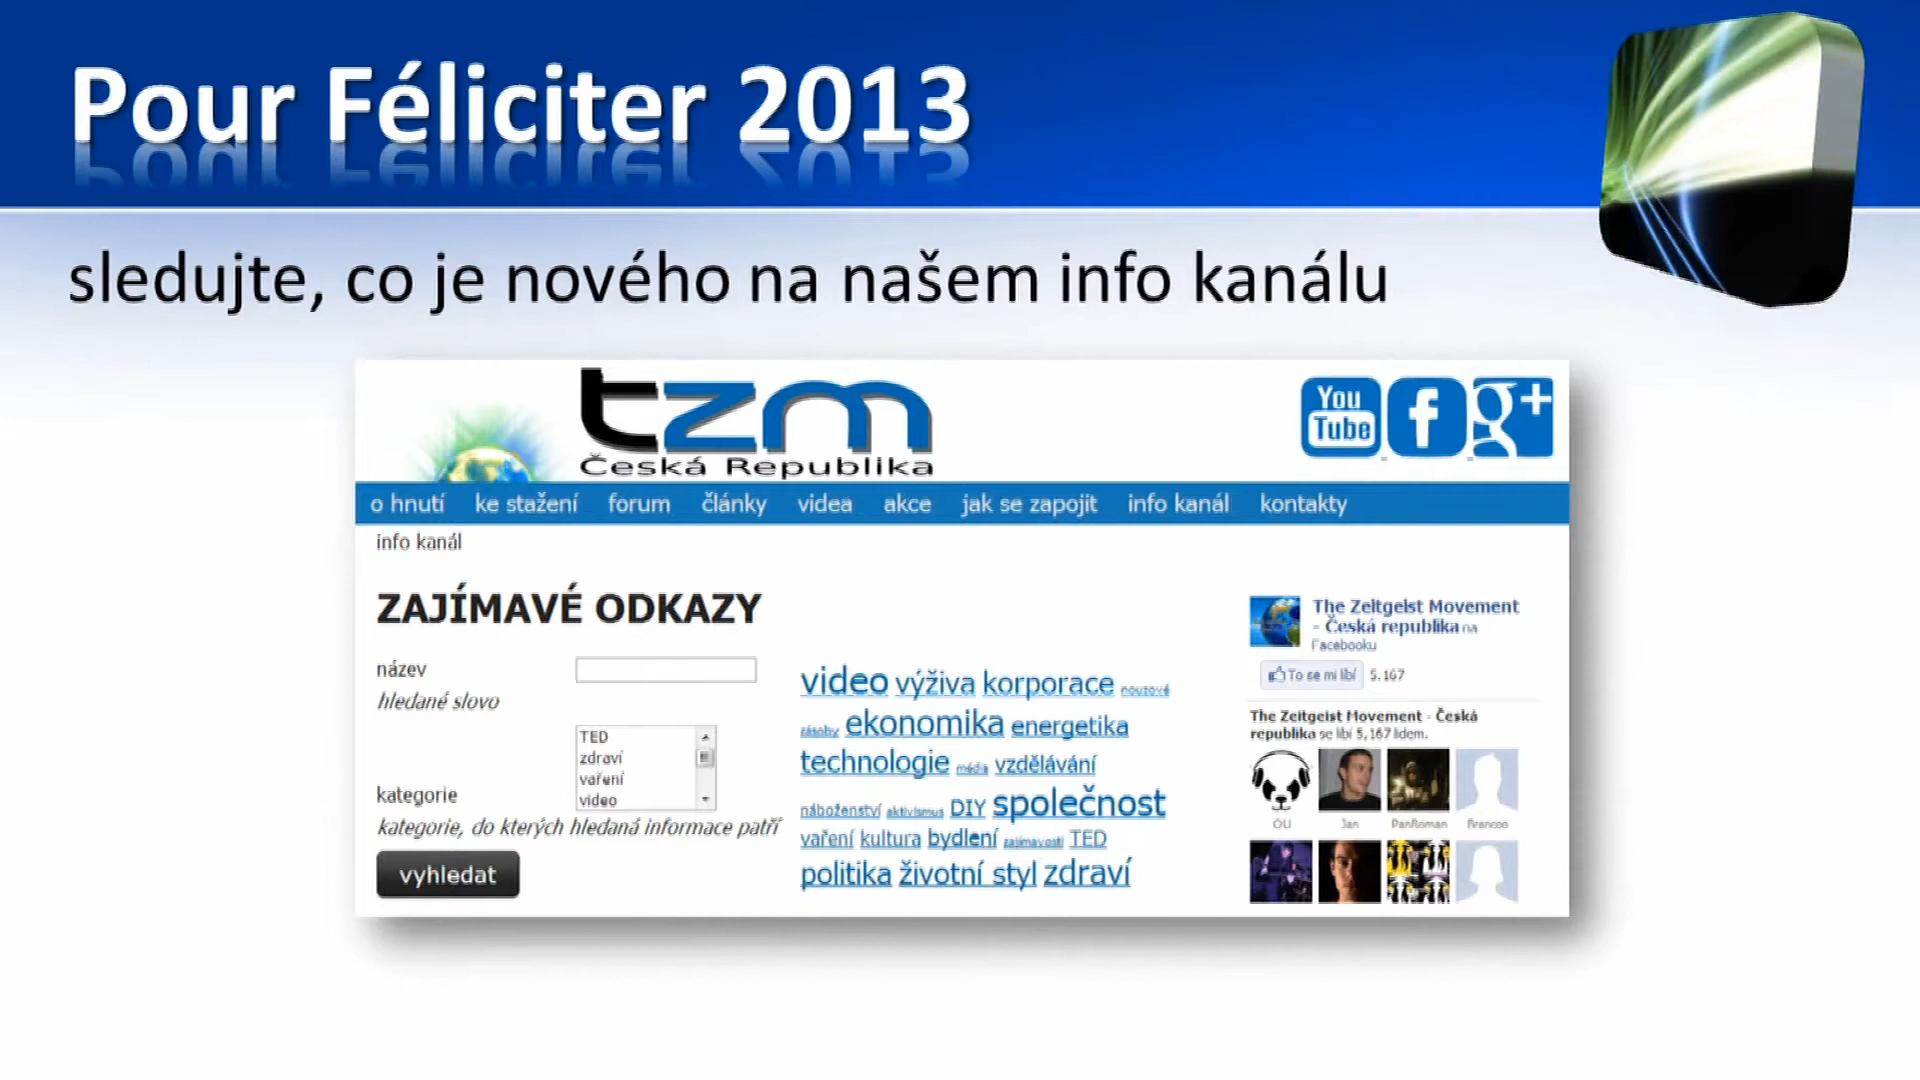 Pour Féliciter 2013
sledujte, co je nového na našem info kanálu
tzm
Česká Republika
You
Tube
f
g+
o hnutí ke stažení forum články videa akce jak se zapojit info kanál kontakty
info kanál
ZAJÍMAVÉ ODKAZY
název
hledané slovo
TED
zdraví
vaření
video
kategorie
kategorie, do kterých hledaná informace patří
vyhledat
video výživa korporace nouzové
zásoby ekonomika energetika
technologie média vzdělávání
náboženství aktivismus DIY společnost
vaření kultura bydlení zajímavosti TED
politika životní styl zdraví
The Zeitgeist Movement
- Česká republika na
Facebooku
To se mi líbí 5,167
The Zeitgeist Movement - Česká
republika se líbí 5,167 lidem.
Jan PanRoman